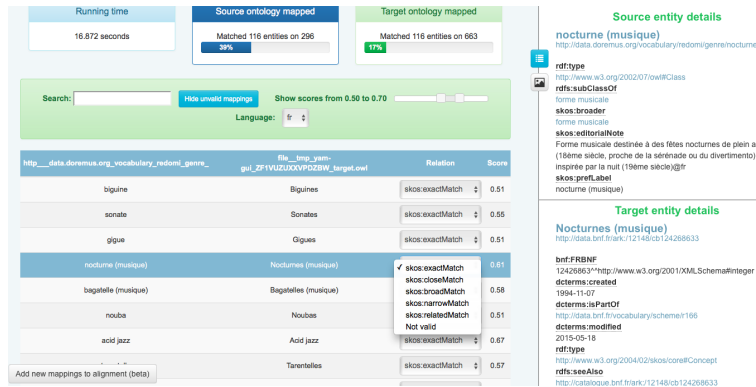 Running time
16.872 seconds
Source ontology mapped
Matched 116 entities on 296
39%
Target ontology mapped
Matched 116 entities on 663
17%
Search:
Hide unvalid mappings
Show scores from 0.50 to 0.70
Language: fr
http___data.doremus.org_vocabulary_redomi_genre_
file__tmp_yam-
gui_ZF1VUZUXXVPDZBW_target.owl
Relation
Score
biguine Biguines skos:exactMatch 0.51
sonate Sonates skos:exactMatch 0.55
gigue Gigues skos:exactMatch 0.51
nocturne (musique) Nocturnes (musique) 0.61
✓ skos:exactMatch
skos:closeMatch
skos:broadMatch
skos:narrowMatch
skos:relatedMatch
Not valid
bagatelle (musique) Bagatelles (musique) 0.58
nouba Noubas 0.51
acid jazz Acid jazz skos:exactMatch 0.67
Tarentelles skos:exactMatch 0.57
Add new mappings to alignment (beta)
Source entity details
nocturne (musique)
http://data.doremus.org/vocabulary/redomi/genre/nocturne
rdf:type
http://www.w3.org/2002/07/owl#Class
rdfs:subClassOf
forme musicale
skos:broader
forme musicale
skos:editorialNote
Forme musicale destinée à des fêtes nocturnes de plein a
(18ème siècle, proche de la sérénade ou du divertimento)
inspirée par la nuit (19ème siècle)@fr
skos:prefLabel
nocturne (musique)
Target entity details
Nocturnes (musique)
http://data.bnf.fr/ark:/12148/cb124268633
bnf:FRBNF
12426863^^http://www.w3.org/2001/XMLSchema#integer
dcterms:created
1994-11-07
dcterms:isPartOf
http://data.bnf.fr/vocabulary/scheme/r166
dcterms:modified
2015-05-18
rdf:type
http://www.w3.org/2004/02/skos/core#Concept
rdfs:seeAlso
http://catalogue.bnf.fr/ark:/12148/cb124268633